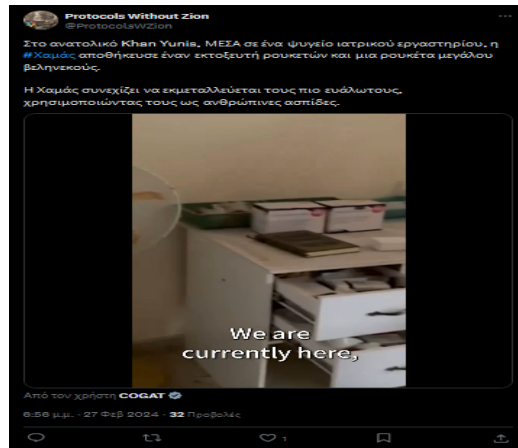 Protocols Without Zion
@ProtocolsWZion
Στο ανατολικό Khan Yunis, ΜΕΣΑ σε ένα ψυγείο ιατρικού εργαστηρίου, η
#Χαμάς αποθήκευσε έναν εκτοξευτή ρουκετών και μια ρουκέτα μεγάλου
βεληνεκούς.
Η Χαμάς συνεχίζει να εκμεταλλεύεται τους πιο ευάλωτους,
χρησιμοποιώντας τους ως ανθρώπινες ασπίδες.
We are
currently here,
Από τον χρήστη COGAT
6:56 μ.μ. · 27 Φεβ 2024 · 32 Προβολές
1